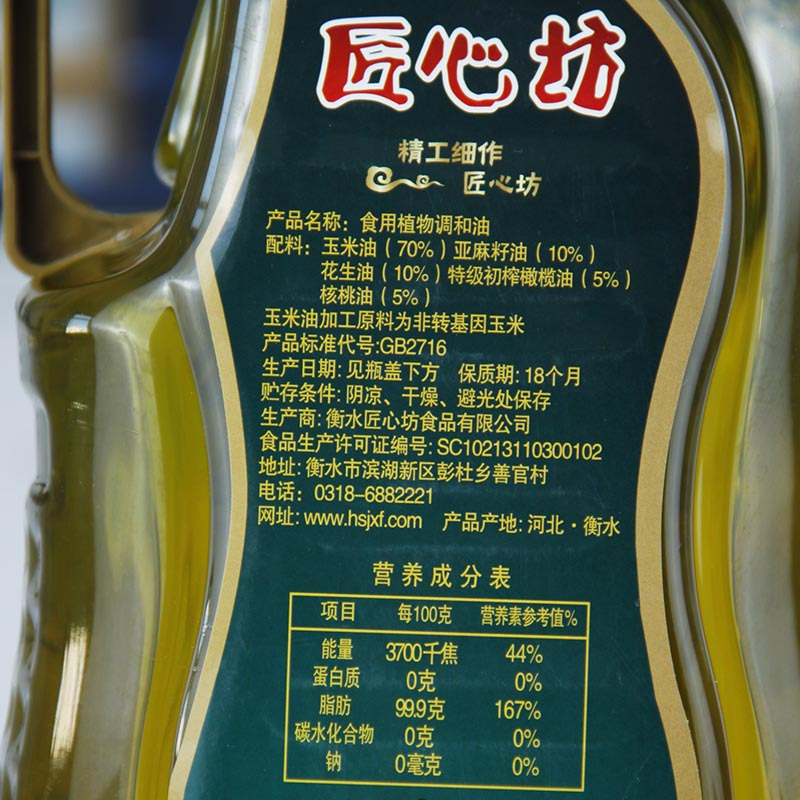 匠心坊
精工细作
匠心坊
产品名称：食用植物调和油
配料：玉米油（70%）亚麻籽油（10%）
花生油（10%）特级初榨橄榄油（5%）
核桃油（5%）
玉米油加工原料为非转基因玉米
产品标准代号:GB2716
生产日期:见瓶盖下方 保质期:18个月
贮存条件:阴凉、干燥、避光处保存
生产商:衡水匠心坊食品有限公司
食品生产许可证编号:SC10213110300102
地址:衡水市滨湖新区彭杜乡善官村
电话：0318-6882221
网址:www.hsjxf.com 产品产地:河北·衡水
营养成分表
项目 每100克 营养素参考值%
能量 3700千焦 44%
蛋白质 0克 0%
脂肪 99.9克 167%
碳水化合物 0克 0%
钠 0毫克 0%